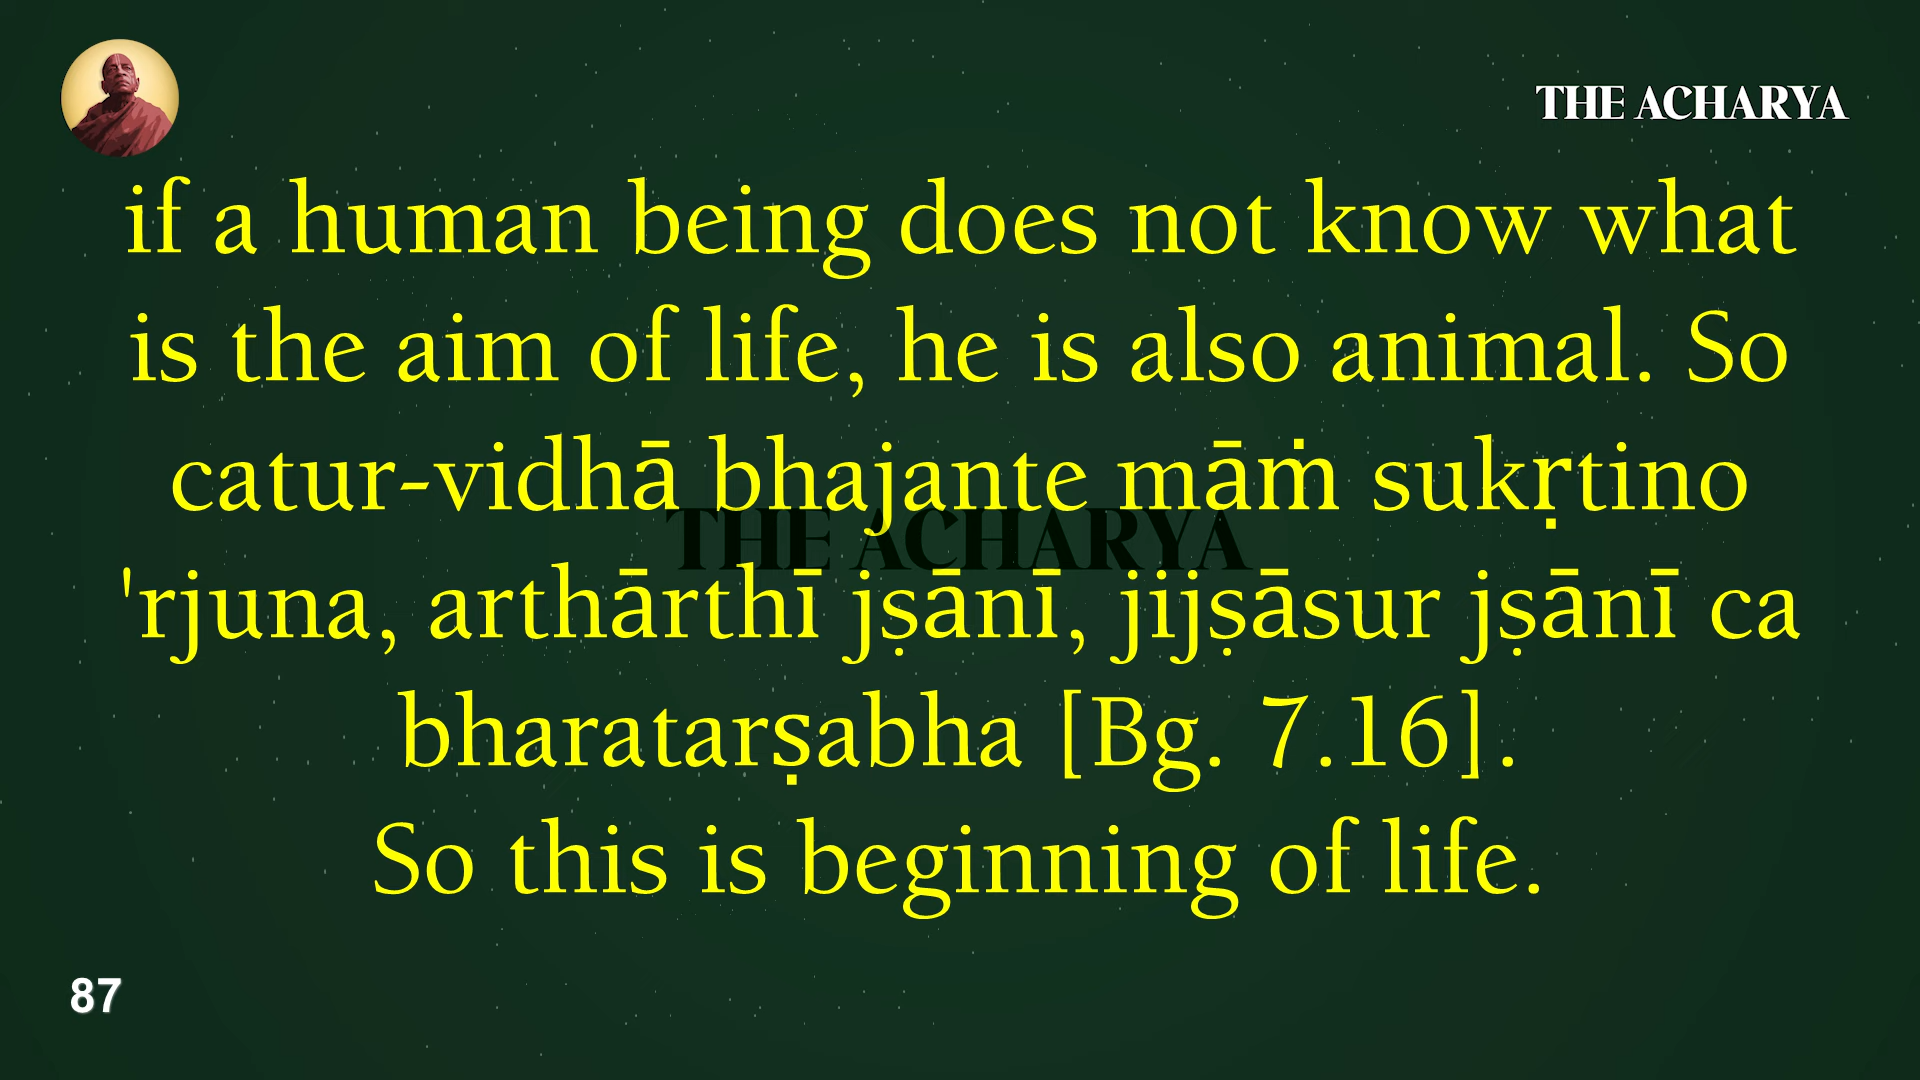 THE ACHARYA
if a human being does not know what
is the aim of life, he is also animal. So
catur-vidhā bhajante māṁ sukṛtino
THE ACHARYA
'rjuna, arthārthī jṣānī, jijṣāsur jṣānī ca
bharatarṣabha [Bg. 7.16].
So this is beginning of life.
87